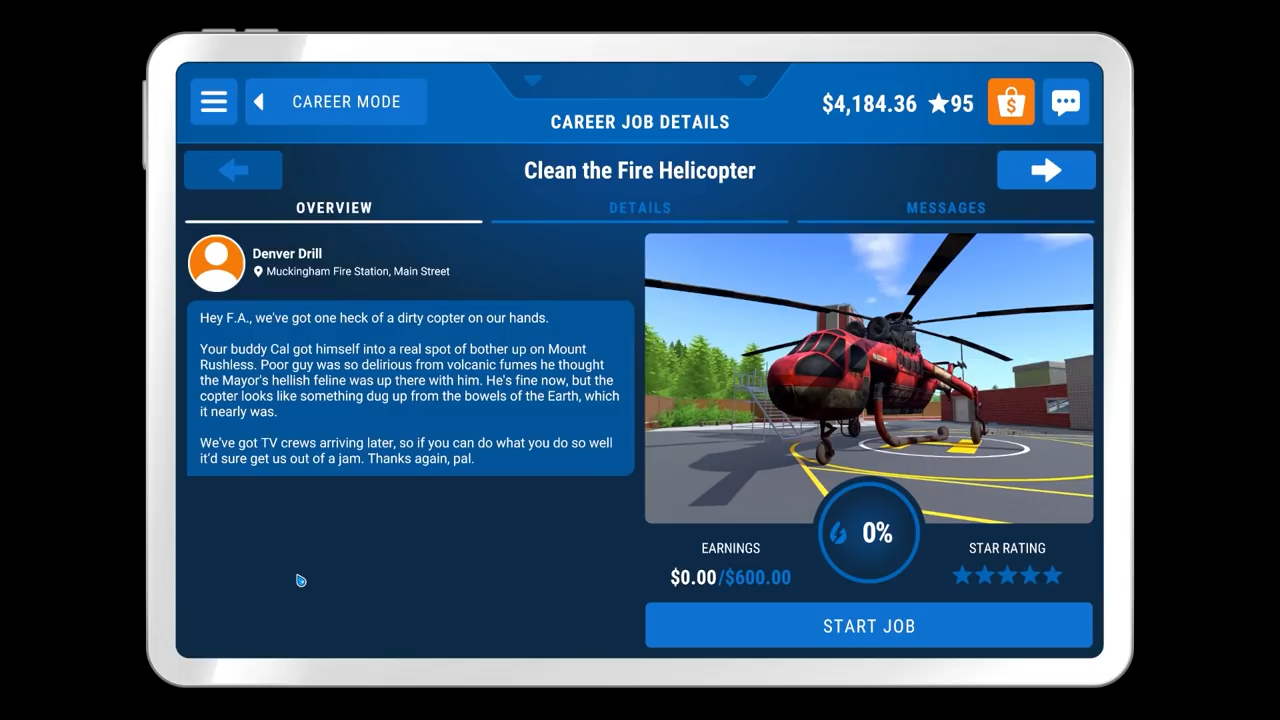 CAREER MODE
$4,184.36 ★95
CAREER JOB DETAILS
Clean the Fire Helicopter
OVERVIEW
DETAILS
MESSAGES
Denver Drill
Muckingham Fire Station, Main Street
Hey F.A., we've got one heck of a dirty copter on our hands.
Your buddy Cal got himself into a real spot of bother up on Mount
Rushless. Poor guy was so delirious from volcanic fumes he thought
the Mayor's hellish feline was up there with him. He's fine now, but the
copter looks like something dug up from the bowels of the Earth, which
it nearly was.
We've got TV crews arriving later, so if you can do what you do so well
it'd sure get us out of a jam. Thanks again, pal.
EARNINGS
$0.00/$600.00
0%
STAR RATING
START JOB